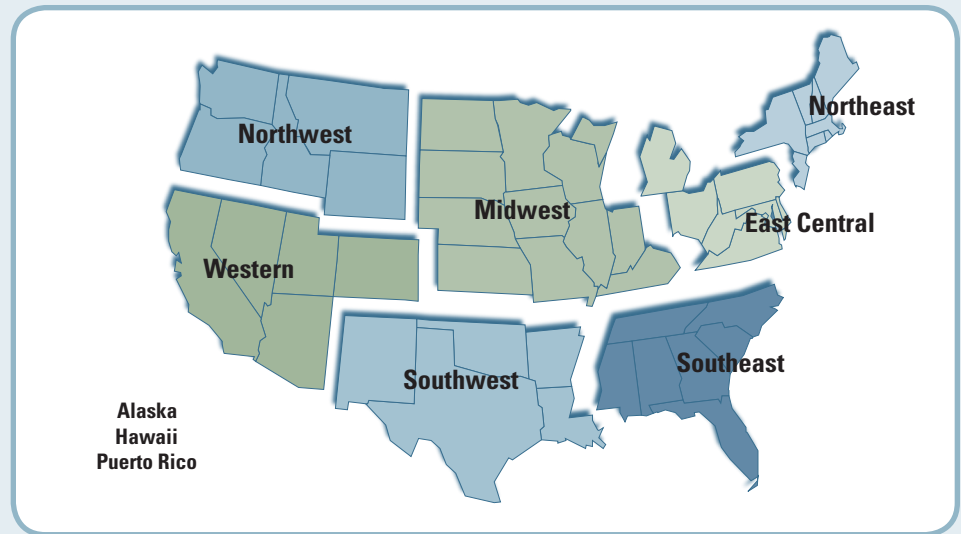 Northeast
Northwest
Midwest
East Central
Western
Southeast
Southwest
Alaska
Hawaii
Puerto Rico